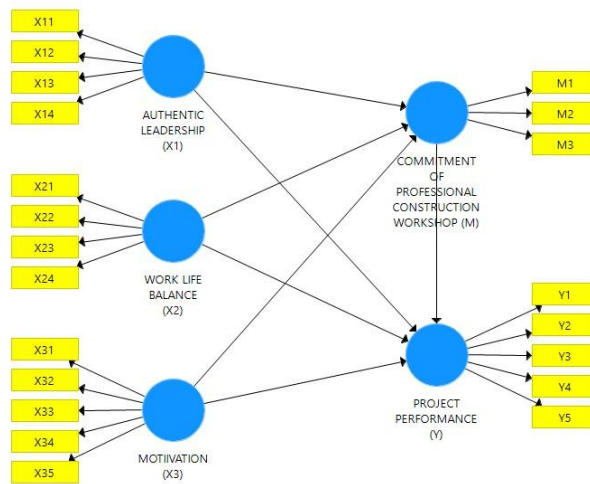 X11
X12
X13
X14
AUTHENTIC
LEADERSHIP
(X1)
X21
X22
X23
X24
WORK LIFE
BALANCE
(X2)
X31
X32
X33
X34
X35
MOTIIVATION
(X3)
M1
M2
M3
COMMITMENT
OF
PROFESSIONAL
CONSTRUCTION
WORKSHOP (M)
Y1
Y2
Y3
Y4
Y5
PROJECT
PERFORMANCE
(Y)